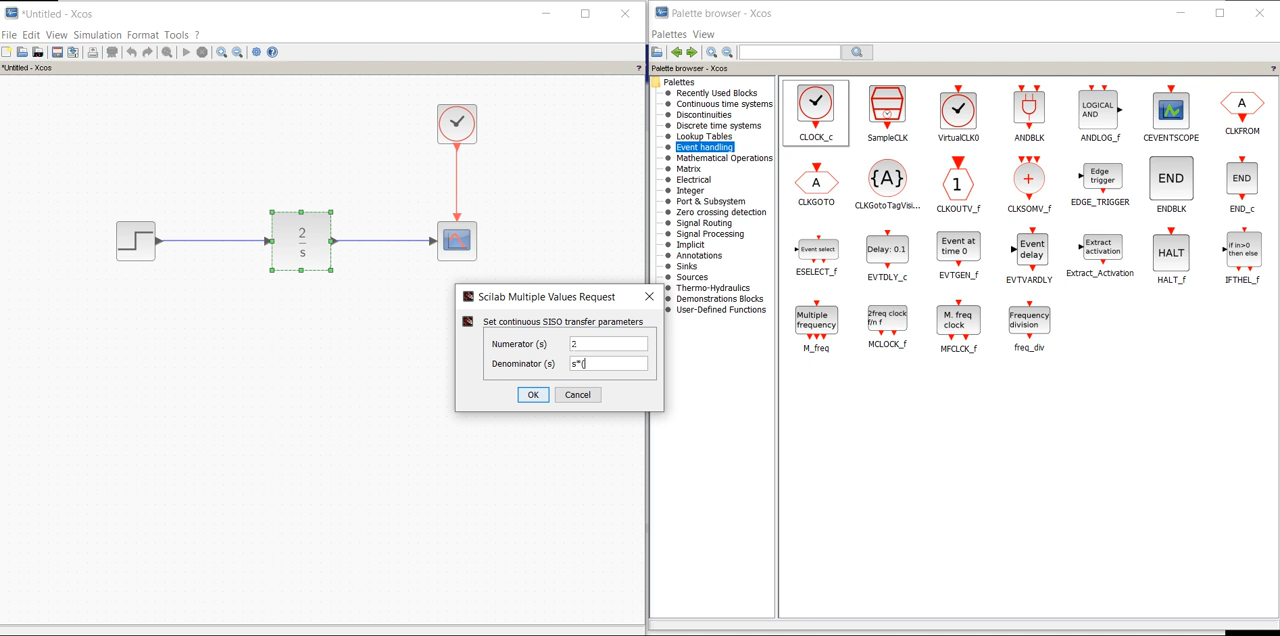 *Untitled - Xcos
File Edit View Simulation Format Tools ?
*Untitled - Xcos
?
2
s
Scilab Multiple Values Request
Set continuous SISO transfer parameters
Numerator (s) 2
Denominator (s) s*(
OK Cancel
Palette browser - Xcos
Palettes View
Palette browser - Xcos
?
Palettes
Recently Used Blocks
Continuous time systems
Discontinuities
Discrete time systems
Lookup Tables
Event handling
Mathematical Operations
Matrix
Electrical
Integer
Port & Subsystem
Zero crossing detection
Signal Routing
Signal Processing
Implicit
Annotations
Sinks
Sources
Thermo-Hydraulics
Demonstrations Blocks
User-Defined Functions
LOGICAL
AND
A
CLOCK_c SampleCLK VirtualCLK0 ANDBLK ANDLOG_f CEVENTSCOPE CLKFROM
A {A} 1 + Edge
trigger END END
CLKGOTO CLKGotoTagVisi... CLKOUTV_f CLKSOMV_f EDGE_TRIGGER ENDBLK END_c
Event select Delay: 0.1 Event at
time 0 Event
delay Extract
activation HALT if in>0
then else
ESELECT_f EVTDLY_c EVTGEN_f EVTVARDLY Extract_Activation HALT_f IFTHEL_f
Multiple
frequency 2freq clock
f/n f M. freq
clock Frequency
division
M_freq MCLOCK_f MFCLCK_f freq_div